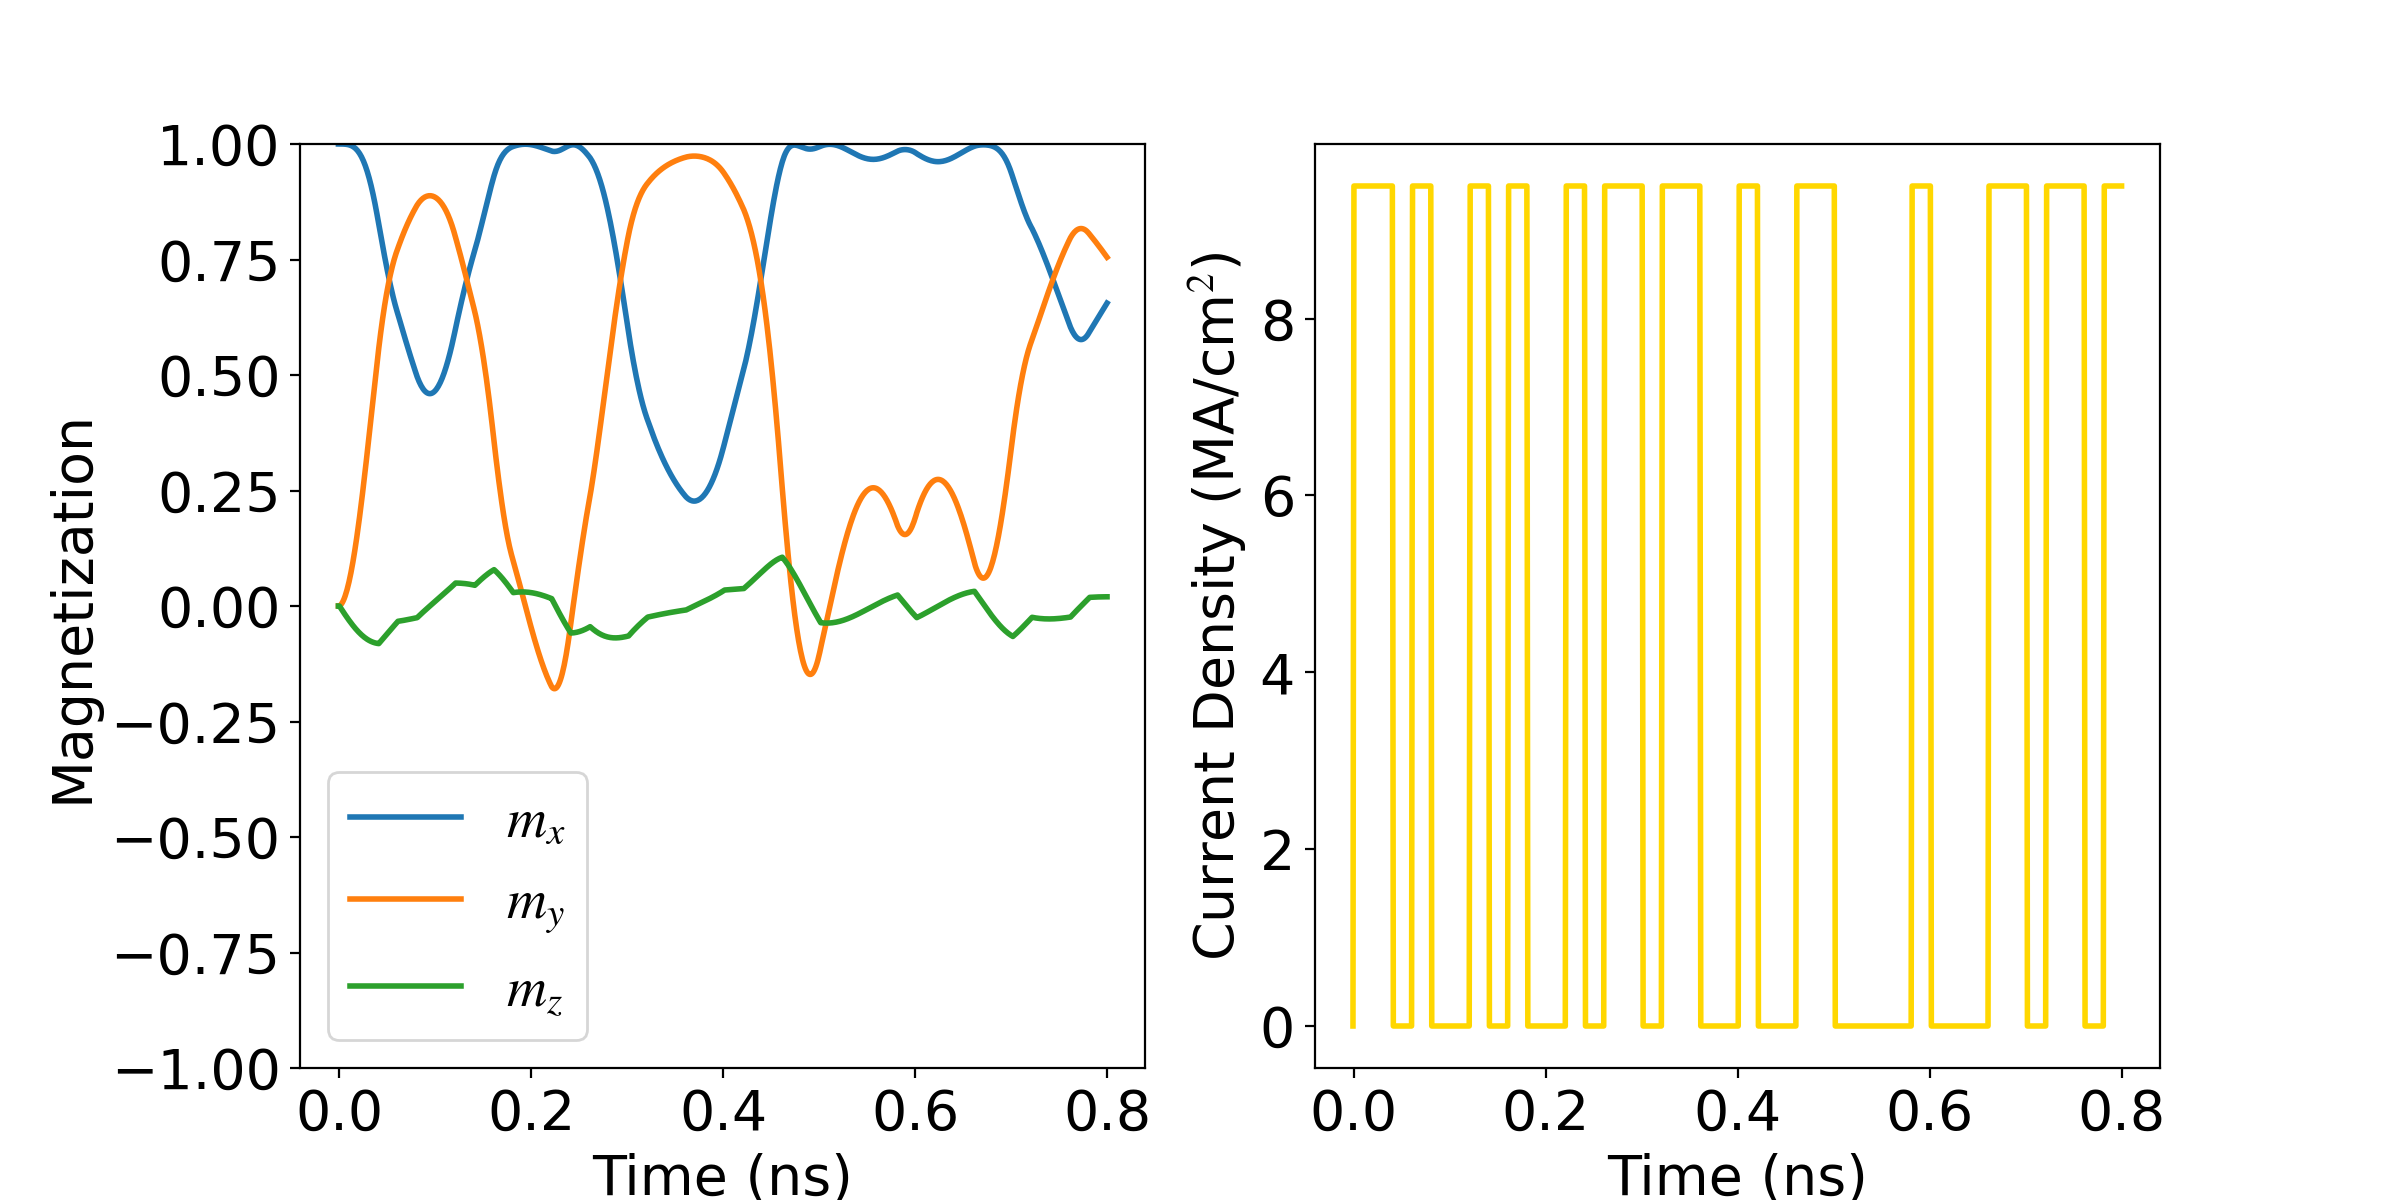 1.00
0.75
0.50
0.25
0.00
−0.25
−0.50
−0.75
−1.00
Magnetization
0.0 0.2 0.4 0.6 0.8
Time (ns)
m_x
m_y
m_z
8
6
4
2
0
Current Density (MA/cm²)
0.0 0.2 0.4 0.6 0.8
Time (ns)